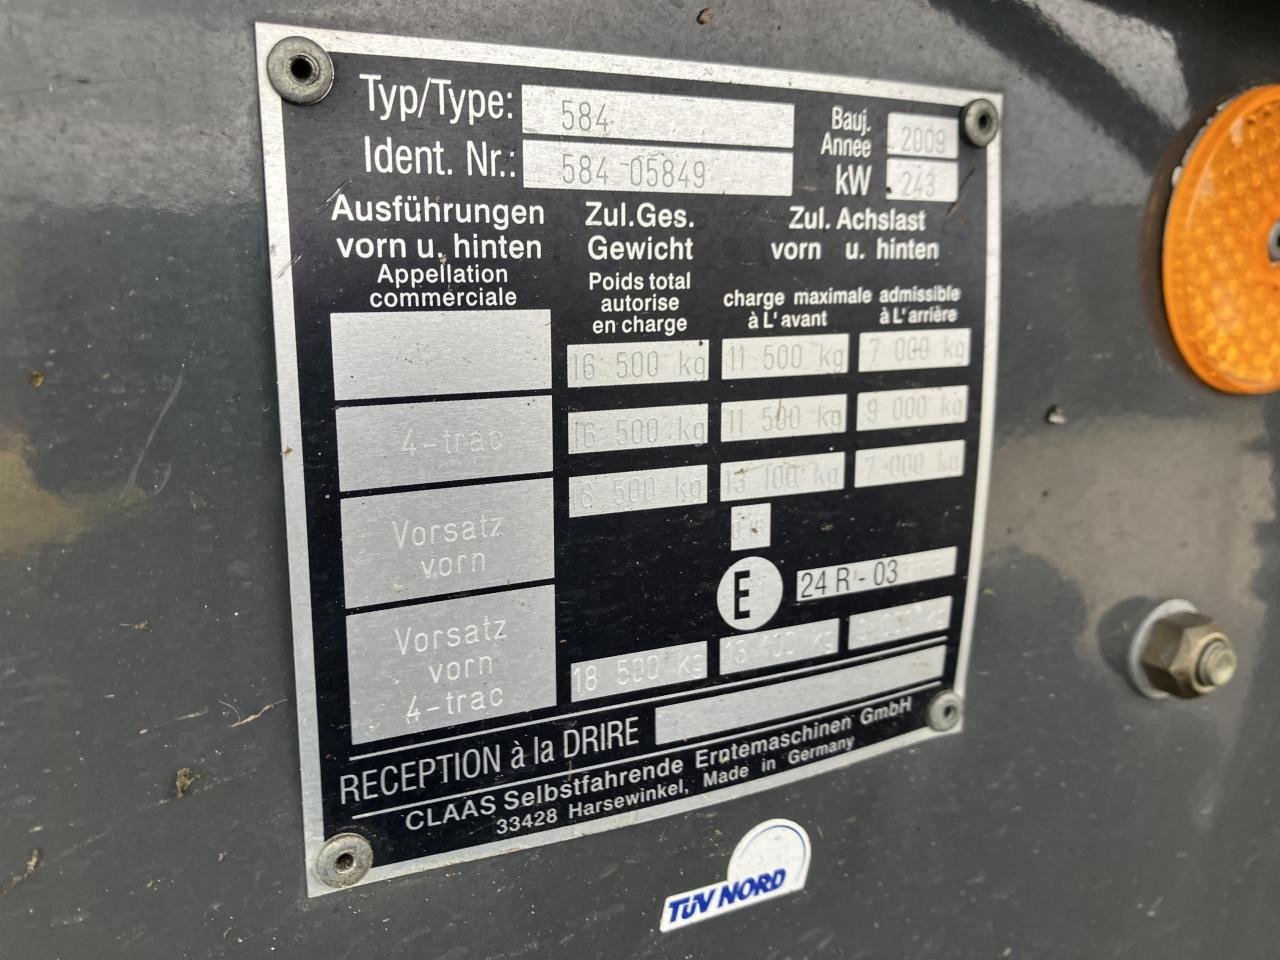 Typ/Type: 584
Bauj. Année 2009
Ident. Nr.: 584 05849
kW 243
Ausführungen vorn u. hinten
Appellation commerciale
Zul.Ges. Gewicht
Poids total autorise en charge
Zul. Achslast vorn u. hinten
charge maximale admissible
à L'avant à L'arrière
16 500 kg 11 500 kg 7 000 kg
4-trac 16 500 kg 11 500 kg 9 000 kg
Vorsatz vorn
500 kg 13 100 kg 7 000 kg
E 24 R - 03
Vorsatz vorn 4-trac
18 500 kg 13 100 kg
RECEPTION à la DRIRE
CLAAS Selbstfahrende Erntemaschinen GmbH
33428 Harsewinkel, Made in Germany
TÜV NORD